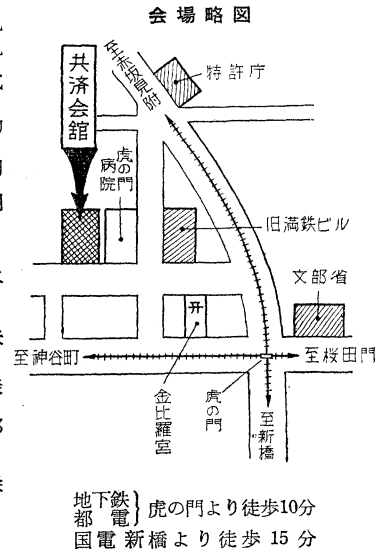 会場略図
至赤坂見附
特許庁
共済会舘
虎の門
病院
旧満鉄ビル
文部省
至神谷町
至桜田門
金比羅宮
虎の門
至新橋
地下鉄
都電
虎の門より徒歩10分
国電新橋より徒歩15分